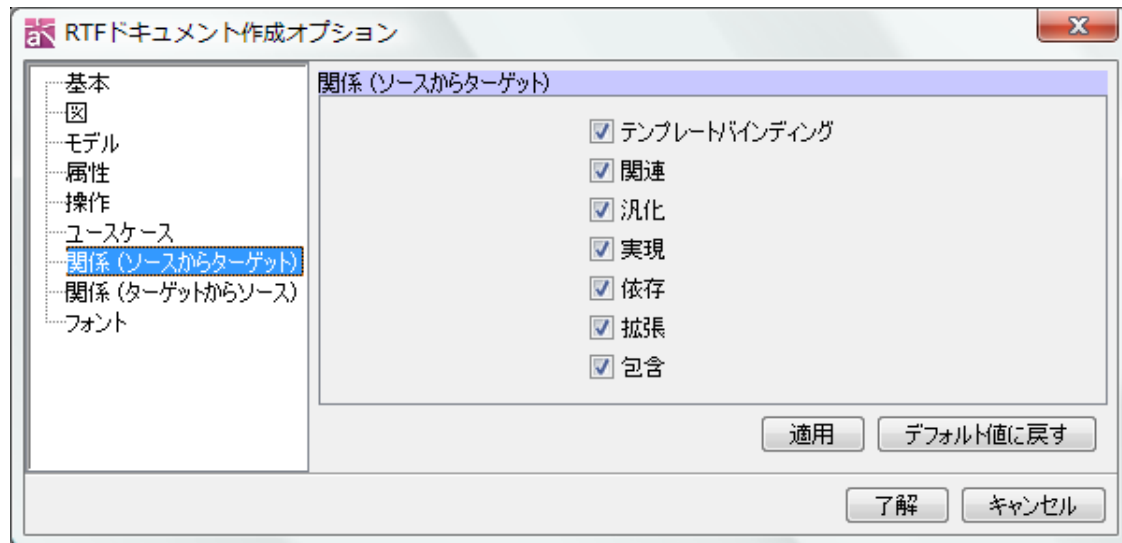 RTFドキュメント作成オプション
基本
図
モデル
属性
操作
ユースケース
関係 (ソースからターゲット)
関係 (ターゲットからソース)
フォント
関係 (ソースからターゲット)
テンプレートバインディング
関連
汎化
実現
依存
拡張
包含
適用
デフォルト値に戻す
了解
キャンセル